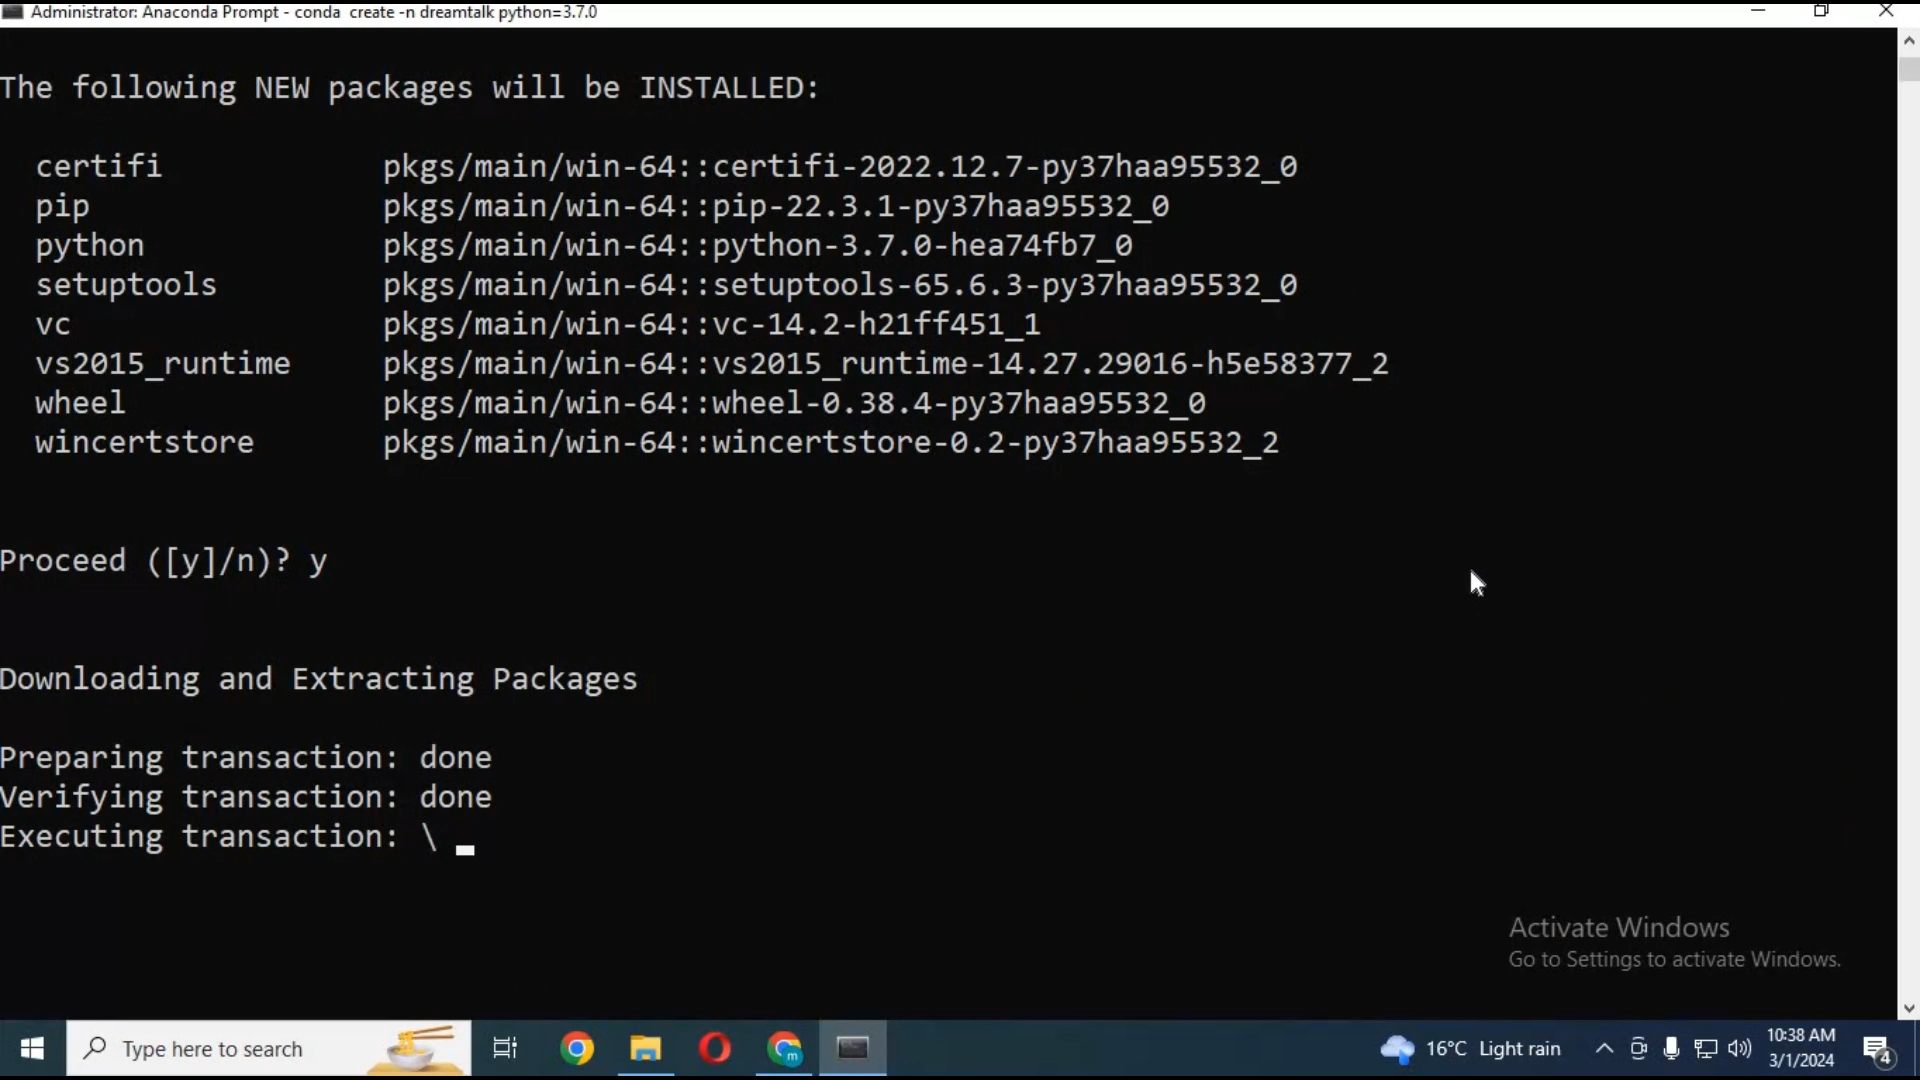 Administrator: Anaconda Prompt - conda  create -n dreamtalk python=3.7.0
The following NEW packages will be INSTALLED:
certifi pkgs/main/win-64::certifi-2022.12.7-py37haa95532_0
pip pkgs/main/win-64::pip-22.3.1-py37haa95532_0
python pkgs/main/win-64::python-3.7.0-hea74fb7_0
setuptools pkgs/main/win-64::setuptools-65.6.3-py37haa95532_0
vc pkgs/main/win-64::vc-14.2-h21ff451_1
vs2015_runtime pkgs/main/win-64::vs2015_runtime-14.27.29016-h5e58377_2
wheel pkgs/main/win-64::wheel-0.38.4-py37haa95532_0
wincertstore pkgs/main/win-64::wincertstore-0.2-py37haa95532_2
Proceed ([y]/n)? y
Downloading and Extracting Packages
Preparing transaction: done
Verifying transaction: done
Executing transaction: \
Activate Windows
Go to Settings to activate Windows.
Type here to search
m
16°C Light rain
10:38 AM
3/1/2024
4